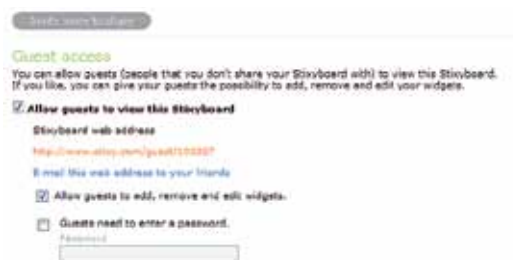 Guest access
You can allow guests (people that you don't share your Stixyboard with) to view this Stixyboard.
If you like, you can give your guests the possibility to add, remove and edit your widgets.
Allow guests to view this Stixyboard
Stixyboard web address
E-mail this web address to your friends
Allow guests to add, remove and edit widgets.
Guests need to enter a password.
Password